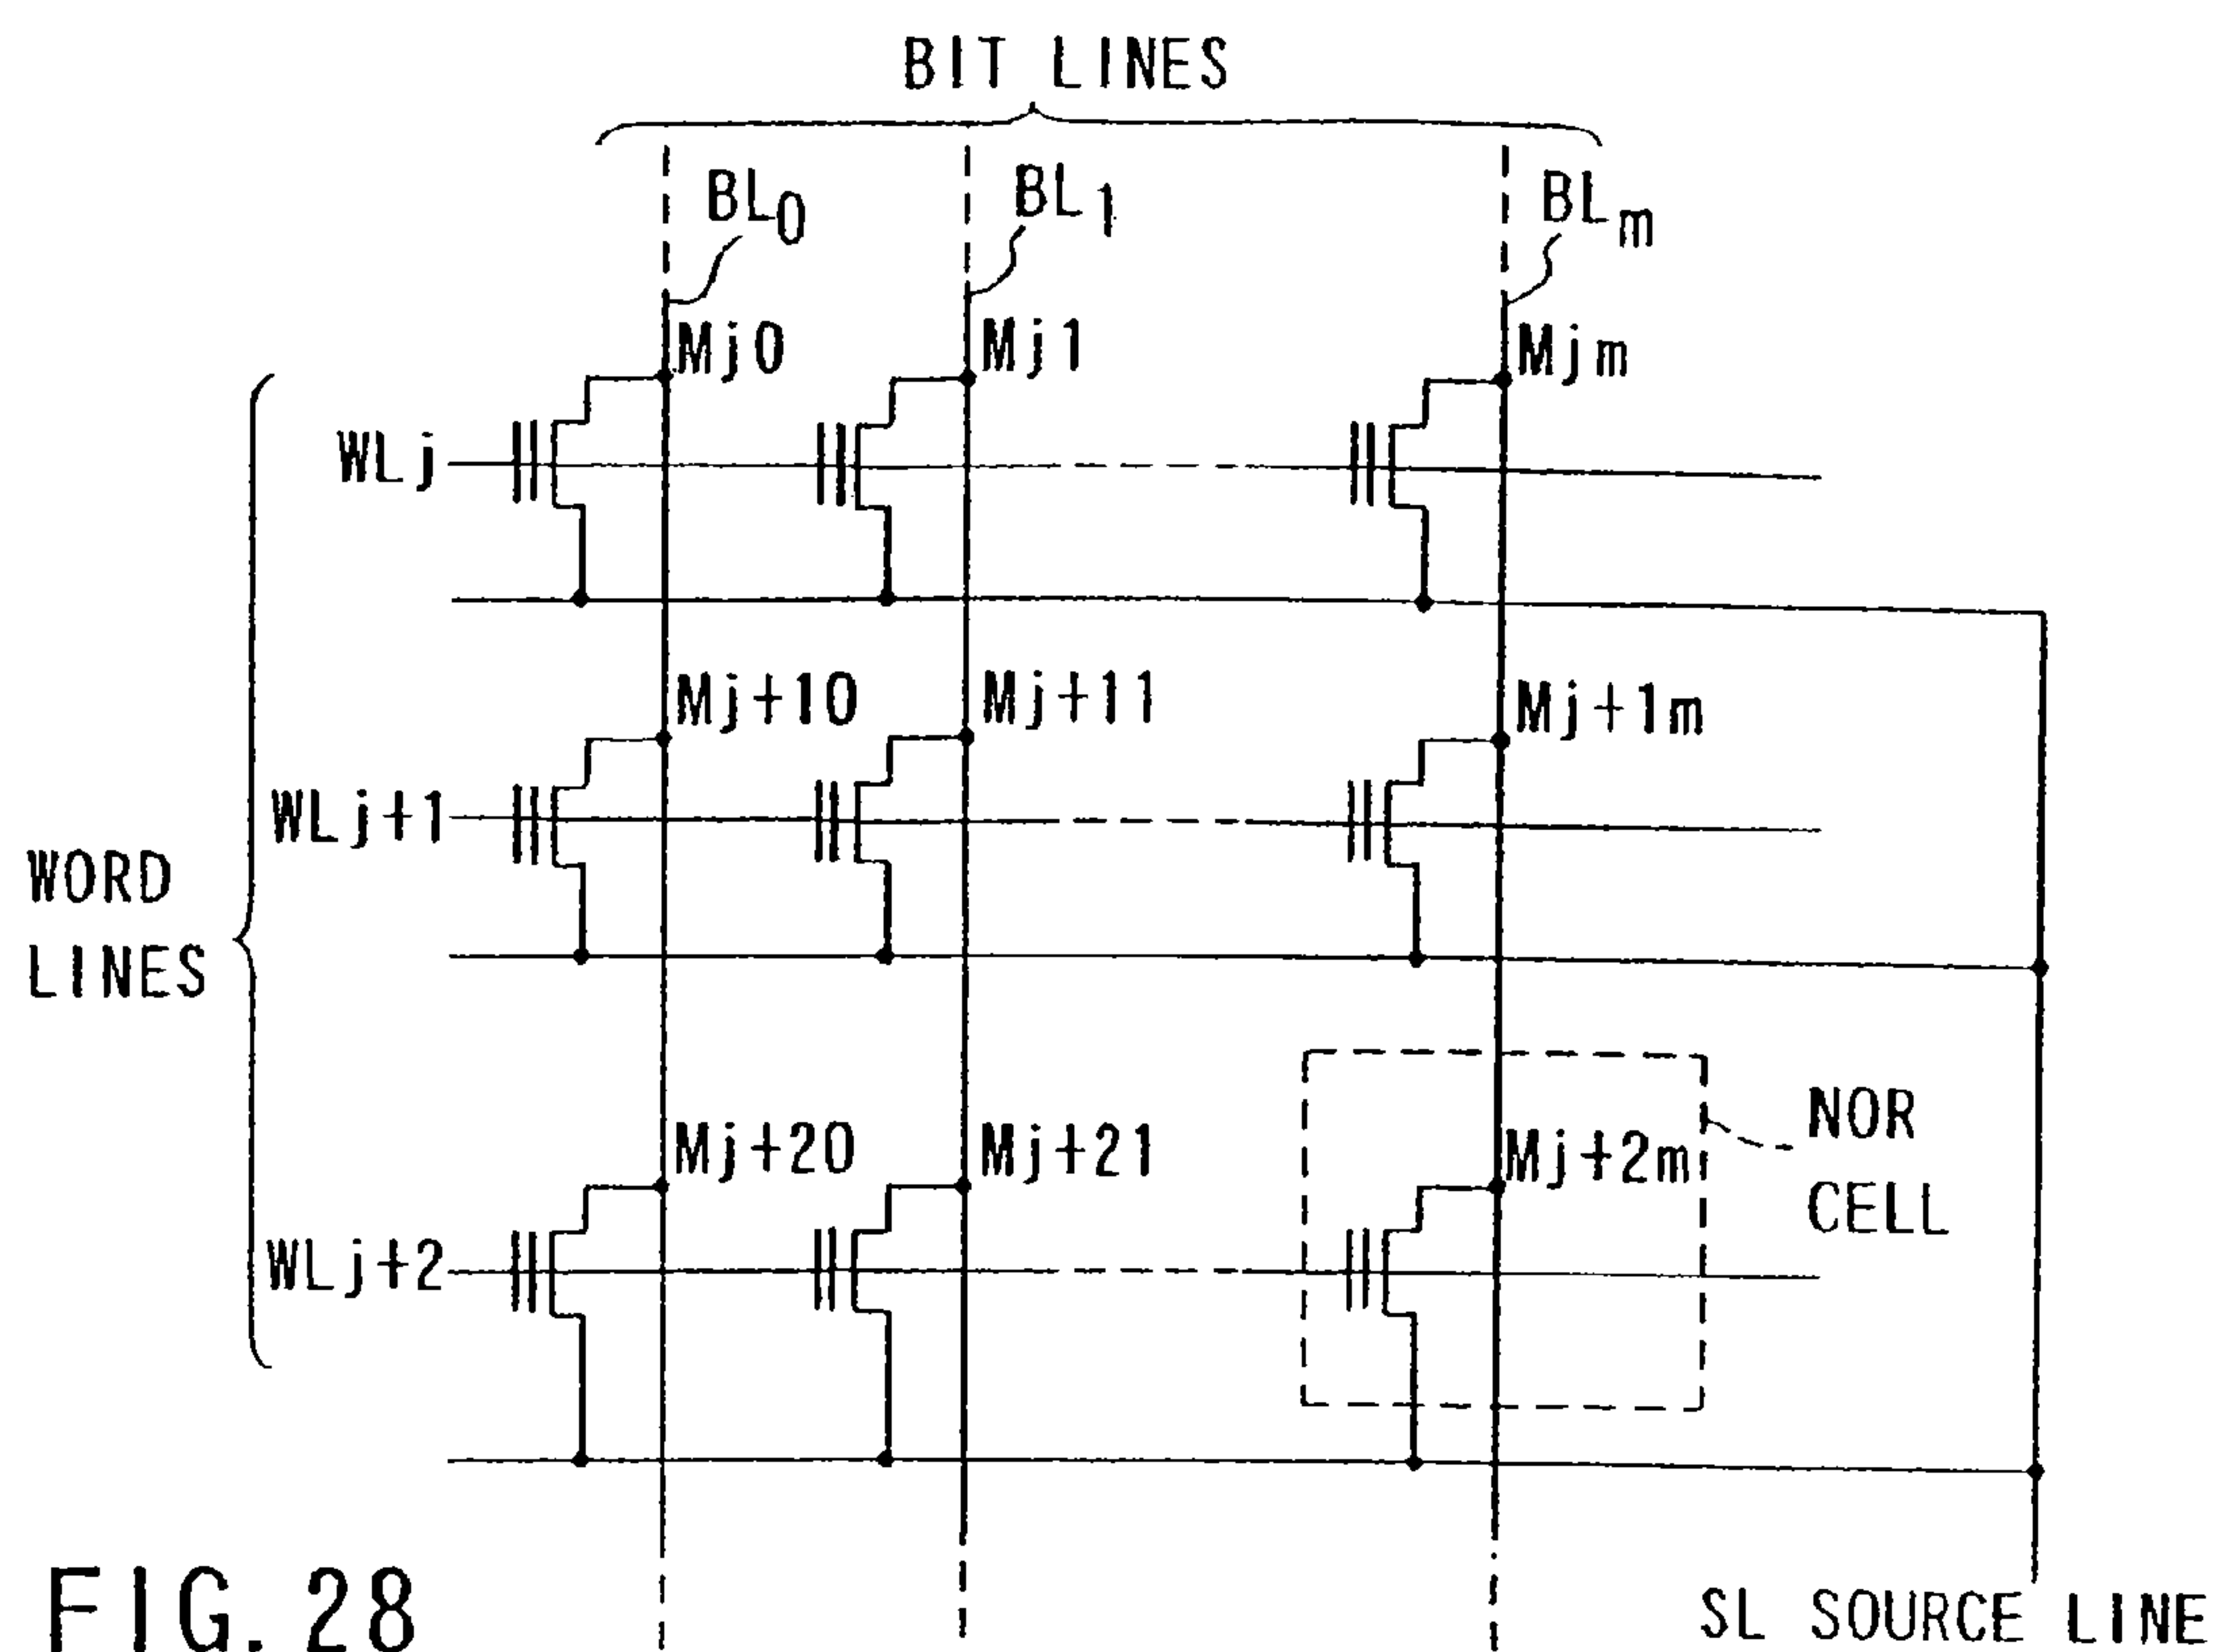 BIT LINES
BL0 BL1 BLm
Mj0 Mj1 Mjm
WLj
Mj+10 Mj+11 Mj+1m
WLj+1
WORD
LINES
Mj+20 Mj+21 Mj+2m
NOR
CELL
WLj+2
FIG. 28
SL SOURCE LINE